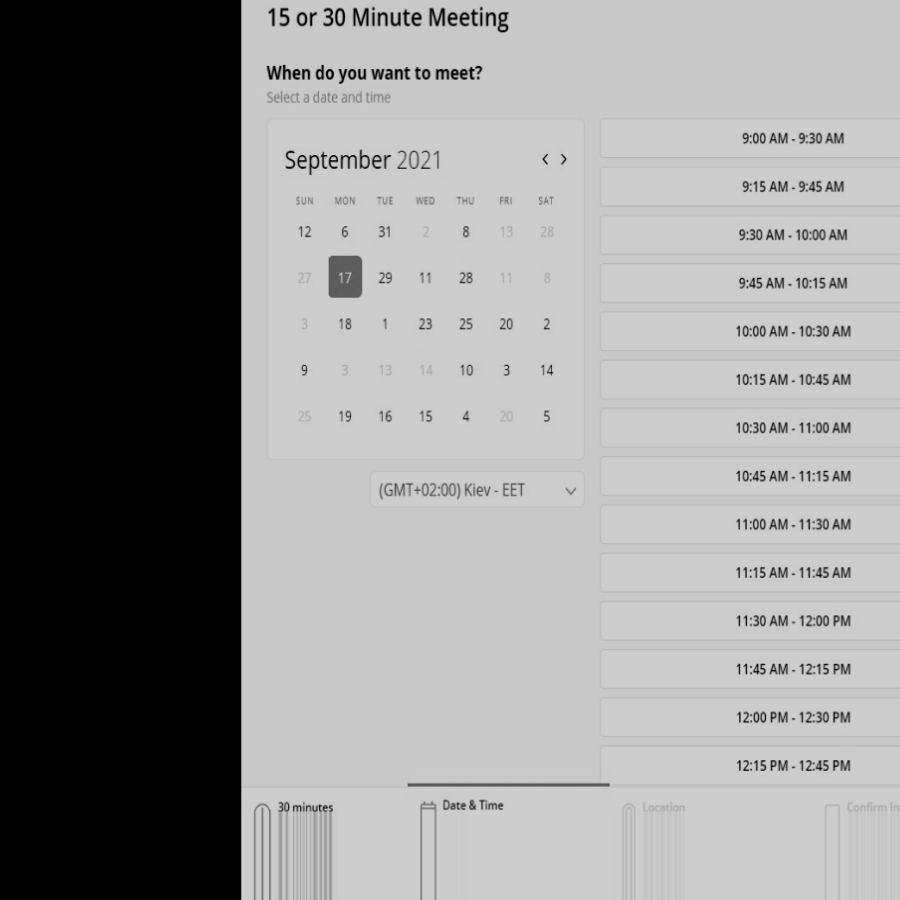 15 or 30 Minute Meeting
When do you want to meet?
Select a date and time
September 2021
SUN MON TUE WED THU FRI SAT
12 6 31 2 8 13 28
27 17 29 11 28 11 8
3 18 1 23 25 20 2
9 3 13 14 10 3 14
25 19 16 15 4 20 5
(GMT+02:00) Kiev - EET
9:00 AM - 9:30 AM
9:15 AM - 9:45 AM
9:30 AM - 10:00 AM
9:45 AM - 10:15 AM
10:00 AM - 10:30 AM
10:15 AM - 10:45 AM
10:30 AM - 11:00 AM
10:45 AM - 11:15 AM
11:00 AM - 11:30 AM
11:15 AM - 11:45 AM
11:30 AM - 12:00 PM
11:45 AM - 12:15 PM
12:00 PM - 12:30 PM
12:15 PM - 12:45 PM
30 minutes
Date & Time
Location
Confirm In